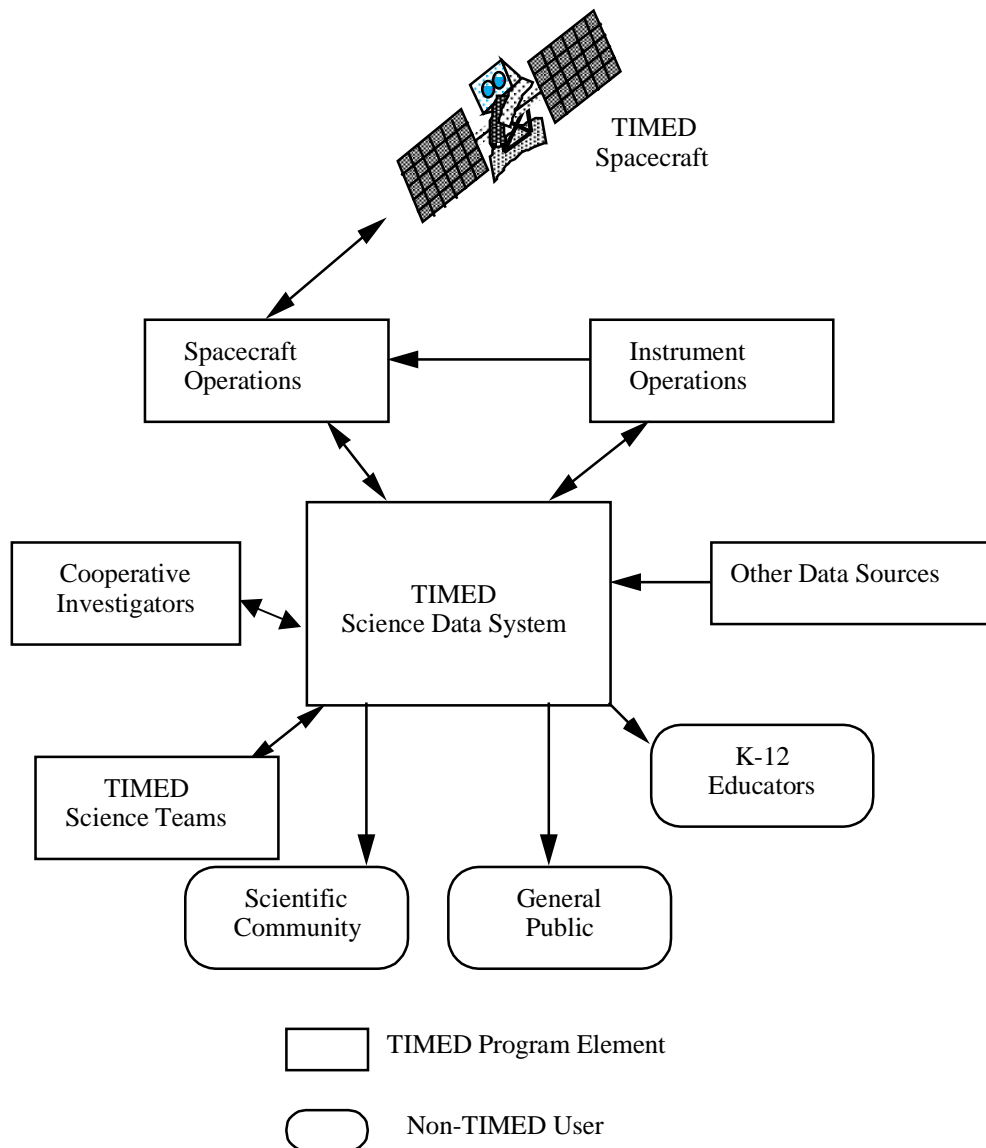 TIMED
Spacecraft
Spacecraft
Operations
Instrument
Operations
Cooperative
Investigators
TIMED
Science Data System
Other Data Sources
TIMED
Science Teams
K-12
Educators
Scientific
Community
General
Public
TIMED Program Element
Non-TIMED User